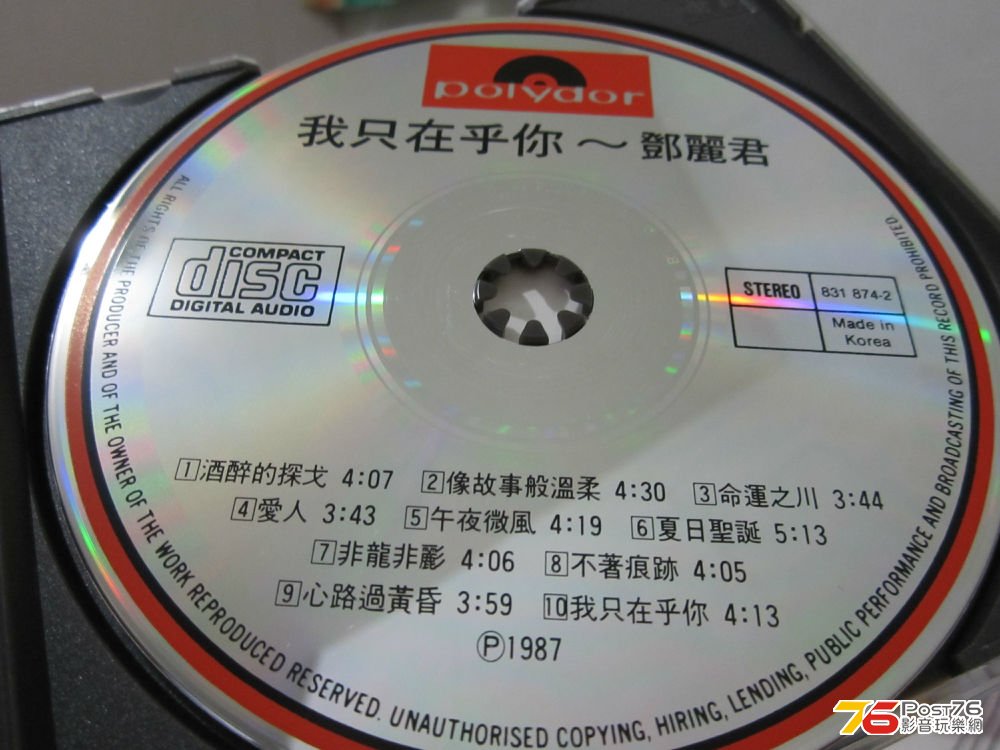 polydor
我只在乎你～鄧麗君
COMPACT
disc
DIGITAL AUDIO
STEREO 831 874-2
Made in
Korea
1酒醉的探戈 4:07 2像故事般溫柔 4:30 3命運之川 3:44
4愛人 3:43 5午夜微風 4:19 6夏日聖誕 5:13
7非龍非彲 4:06 8不著痕跡 4:05
9心路過黃昏 3:59 10我只在乎你 4:13
Ⓟ1987
ALL RIGHTS OF THE PRODUCER AND OF THE OWNER OF THE WORK REPRODUCED RESERVED. UNAUTHORISED COPYING, HIRING, LENDING, PUBLIC PERFORMANCE AND BROADCASTING OF THIS RECORD PROHIBITED
76 Post76
影音玩樂網